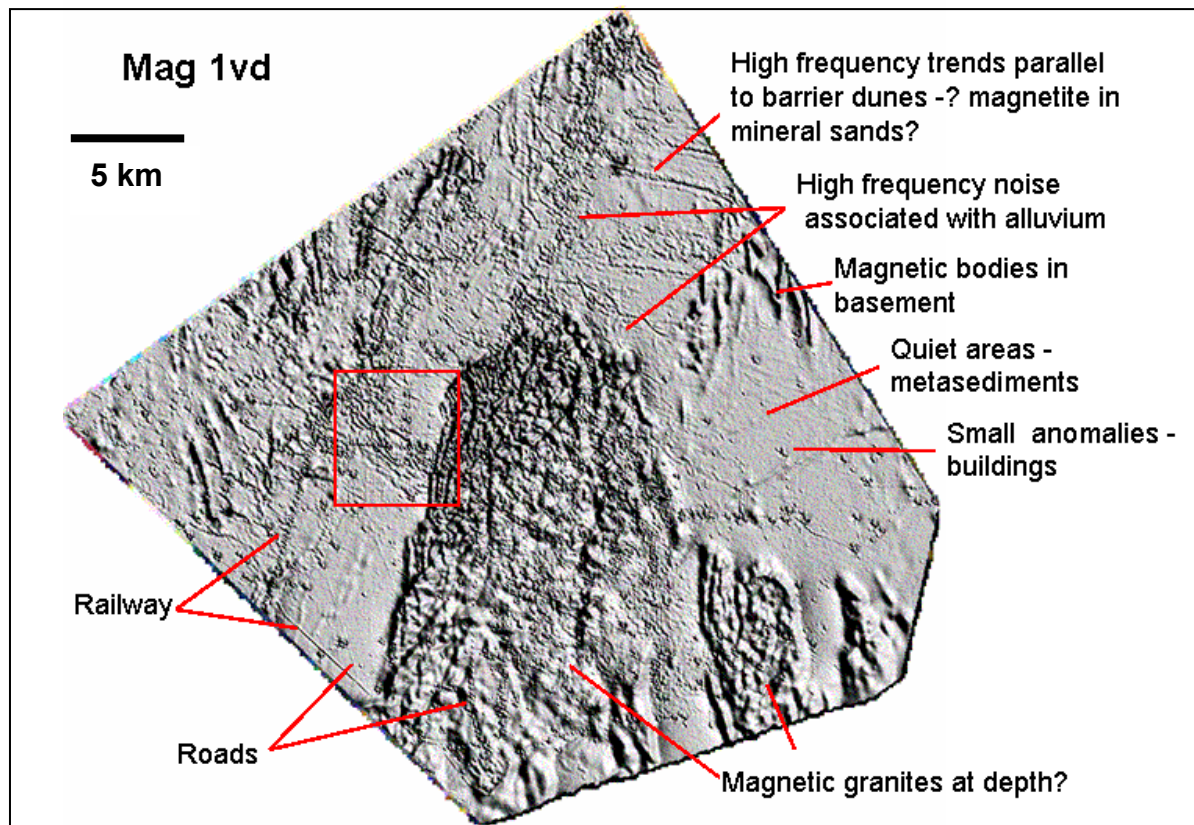 Mag 1vd
5 km
High frequency trends parallel
to barrier dunes -? magnetite in
mineral sands?
High frequency noise
associated with alluvium
Magnetic bodies in
basement
Quiet areas -
metasediments
Small anomalies -
buildings
Railway
Roads
Magnetic granites at depth?